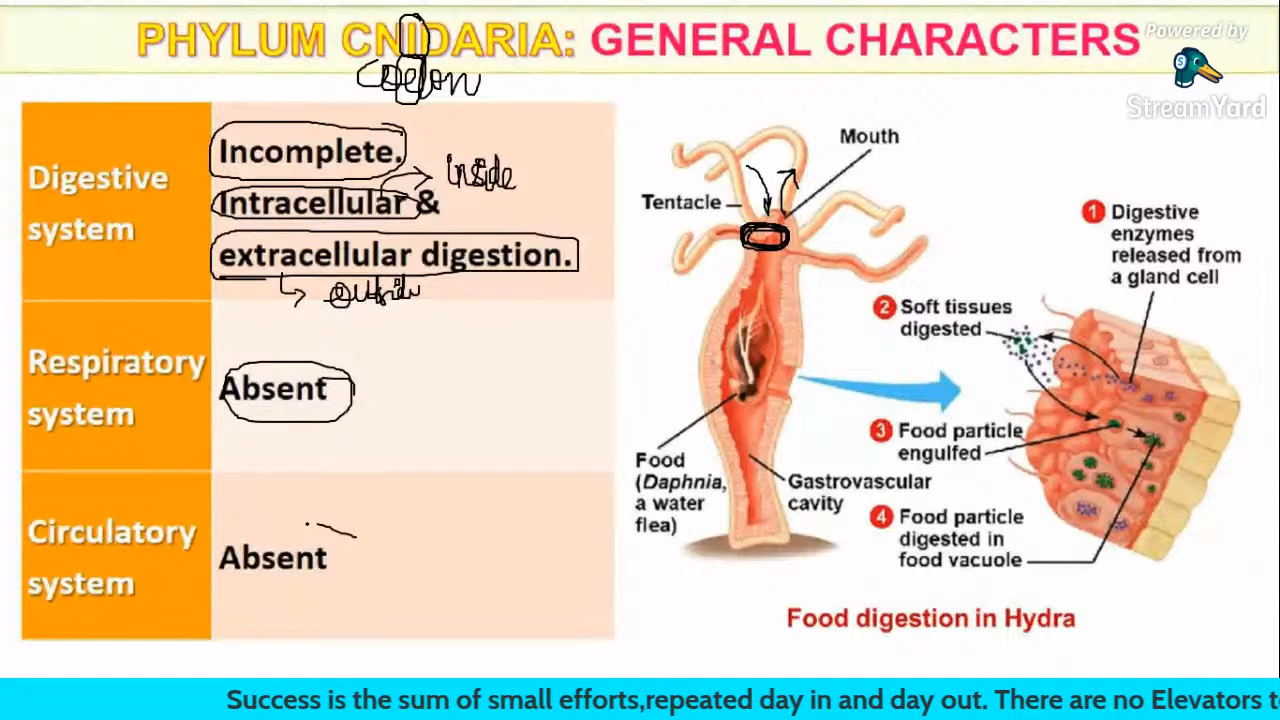 PHYLUM CNIDARIA: GENERAL CHARACTERS
Powered by
StreamYard
Digestive
system
Incomplete.
Intracellular &
extracellular digestion.
inside
Respiratory
system
Absent
Circulatory
system
Absent
Mouth
Tentacle
Food
(Daphnia,
a water
flea)
Gastrovascular
cavity
1 Digestive
enzymes
released from
a gland cell
2 Soft tissues
digested
3 Food particle
engulfed
4 Food particle
digested in
food vacuole
Food digestion in Hydra
Success is the sum of small efforts,repeated day in and day out. There are no Elevators t